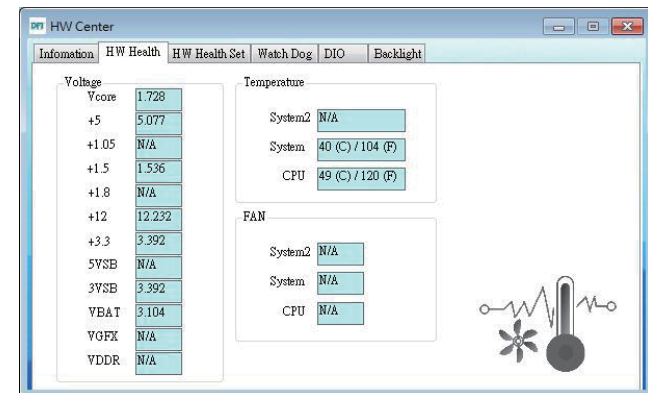 DFI HW Center
Infomation HW Health HW Health Set Watch Dog DIO Backlight
Voltage
Vcore 1.728
+5 5.077
+1.05 N/A
+1.5 1.536
+1.8 N/A
+12 12.232
+3.3 3.392
5VSB N/A
3VSB 3.392
VBAT 3.104
VGFX N/A
VDDR N/A
Temperature
System2 N/A
System 40 (C) / 104 (F)
CPU 49 (C) / 120 (F)
FAN
System2 N/A
System N/A
CPU N/A